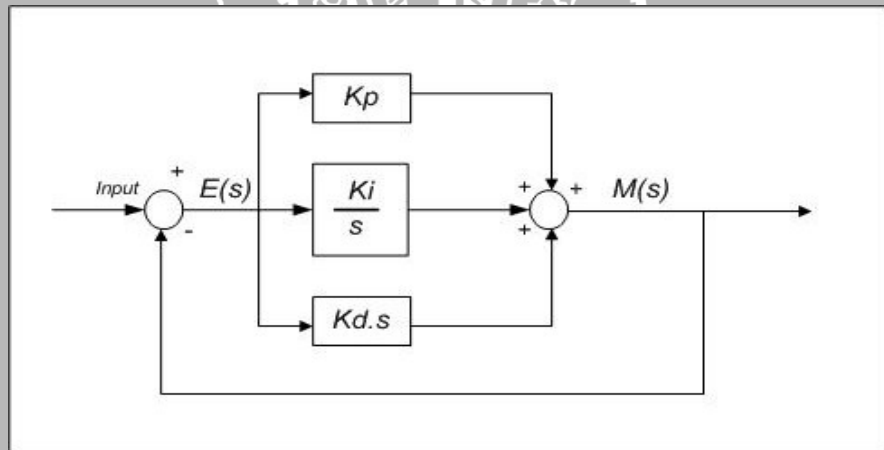 Kp
+
Input
E(s)
Ki
s
+
+
M(s)
-
+
Kd.s